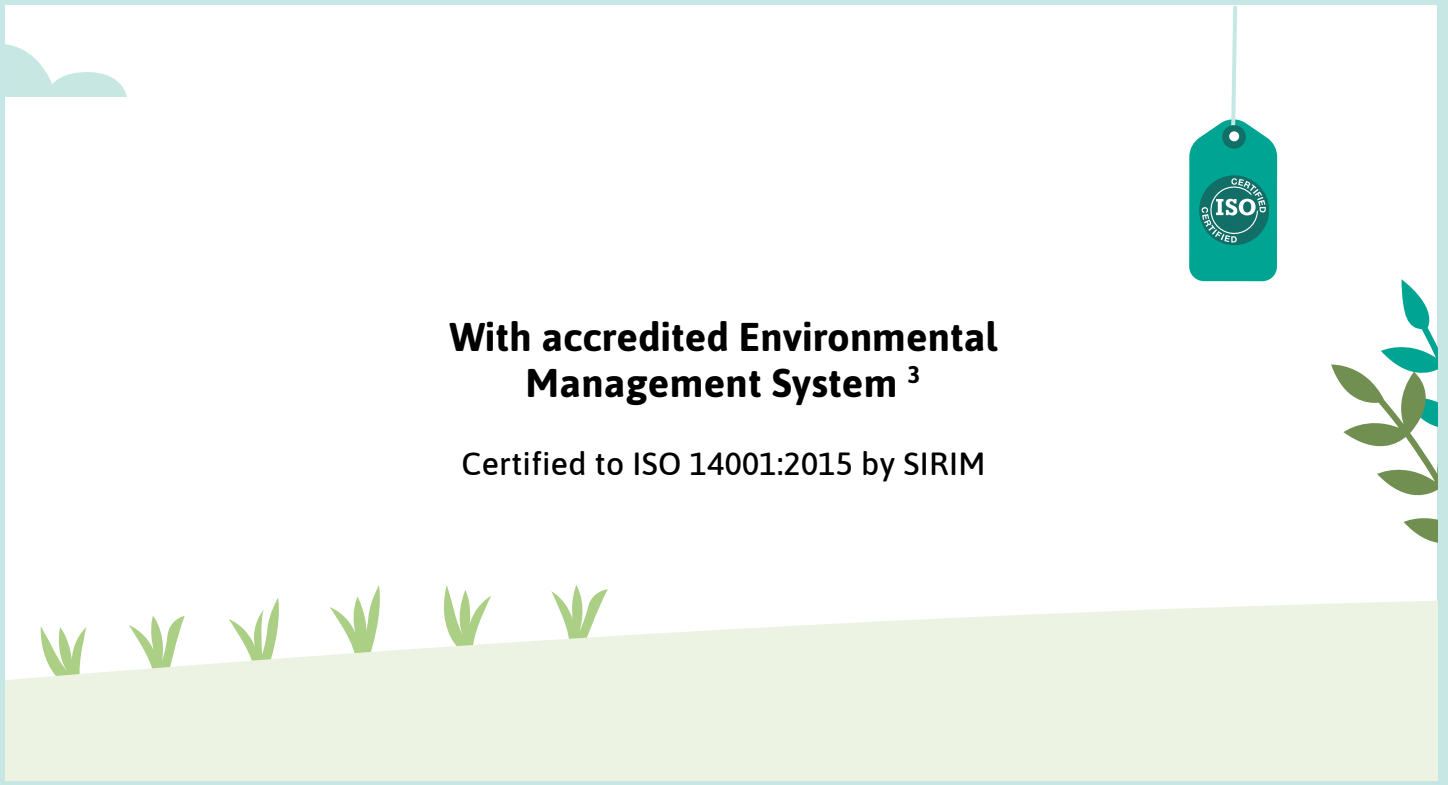 CERTIFIED
ISO
CERTIFIED
With accredited Environmental
Management System ³
Certified to ISO 14001:2015 by SIRIM